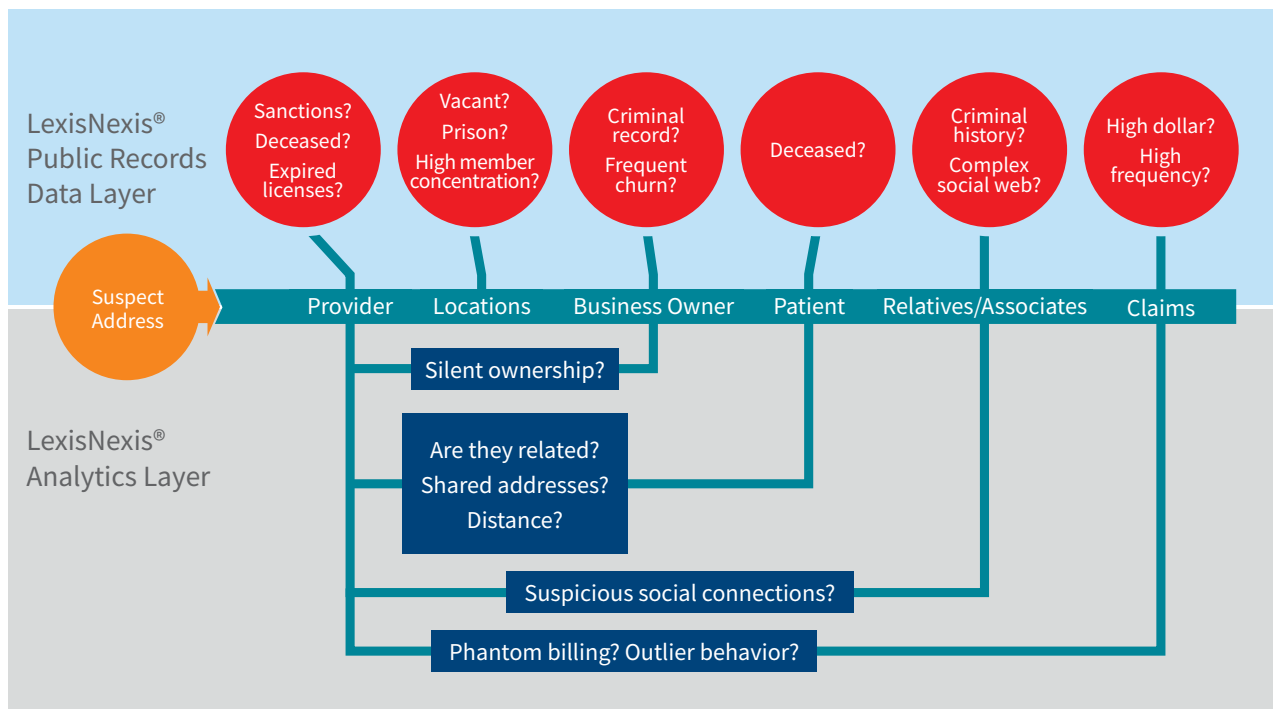 LexisNexis®
Public Records
Data Layer
Sanctions?
Deceased?
Expired
licenses?
Vacant?
Prison?
High member
concentration?
Criminal
record?
Frequent
churn?
Deceased?
Criminal
history?
Complex
social web?
High dollar?
High
frequency?
Suspect
Address
Provider
Locations
Business Owner
Patient
Relatives/Associates
Claims
LexisNexis®
Analytics Layer
Silent ownership?
Are they related?
Shared addresses?
Distance?
Suspicious social connections?
Phantom billing? Outlier behavior?